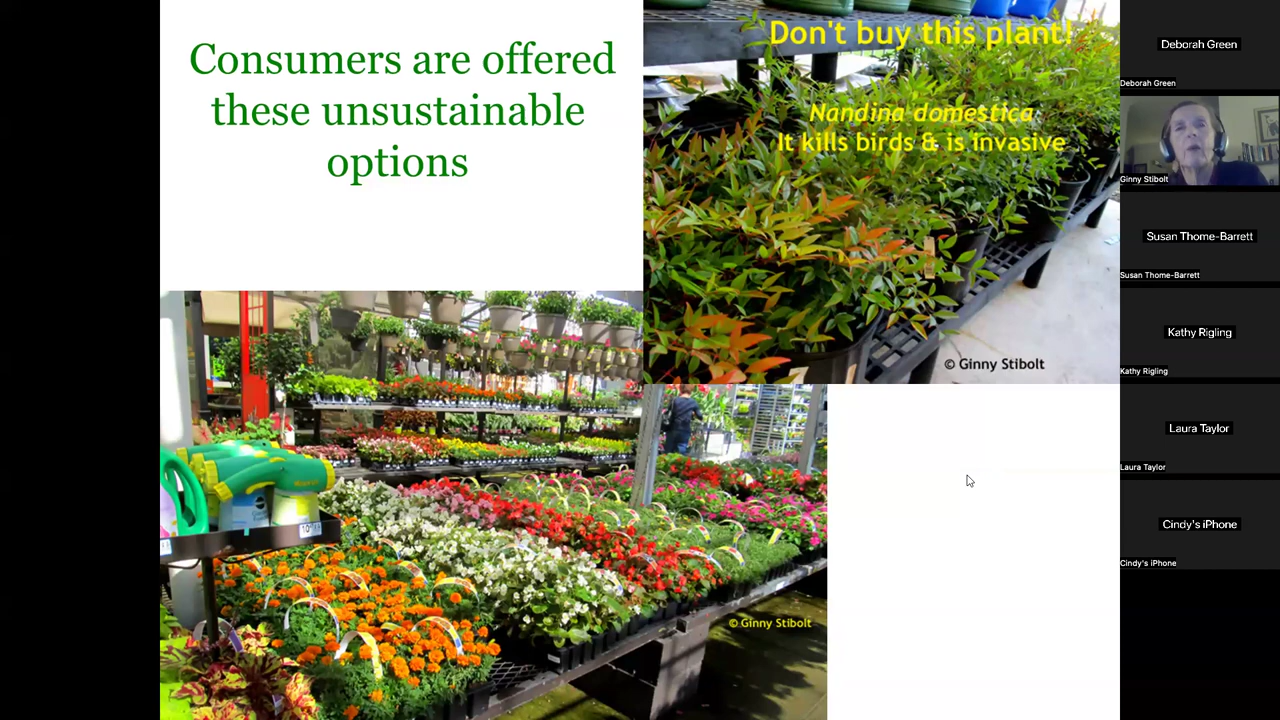 Consumers are offered
these unsustainable
options
Don't buy this plant!
Nandina domestica
It kills birds & is invasive
© Ginny Stibolt
© Ginny Stibolt
Deborah Green
Deborah Green
Ginny Stibolt
Susan Thome-Barrett
Susan Thome-Barrett
Kathy Rigling
Kathy Rigling
Laura Taylor
Laura Taylor
Cindy's iPhone
Cindy's iPhone